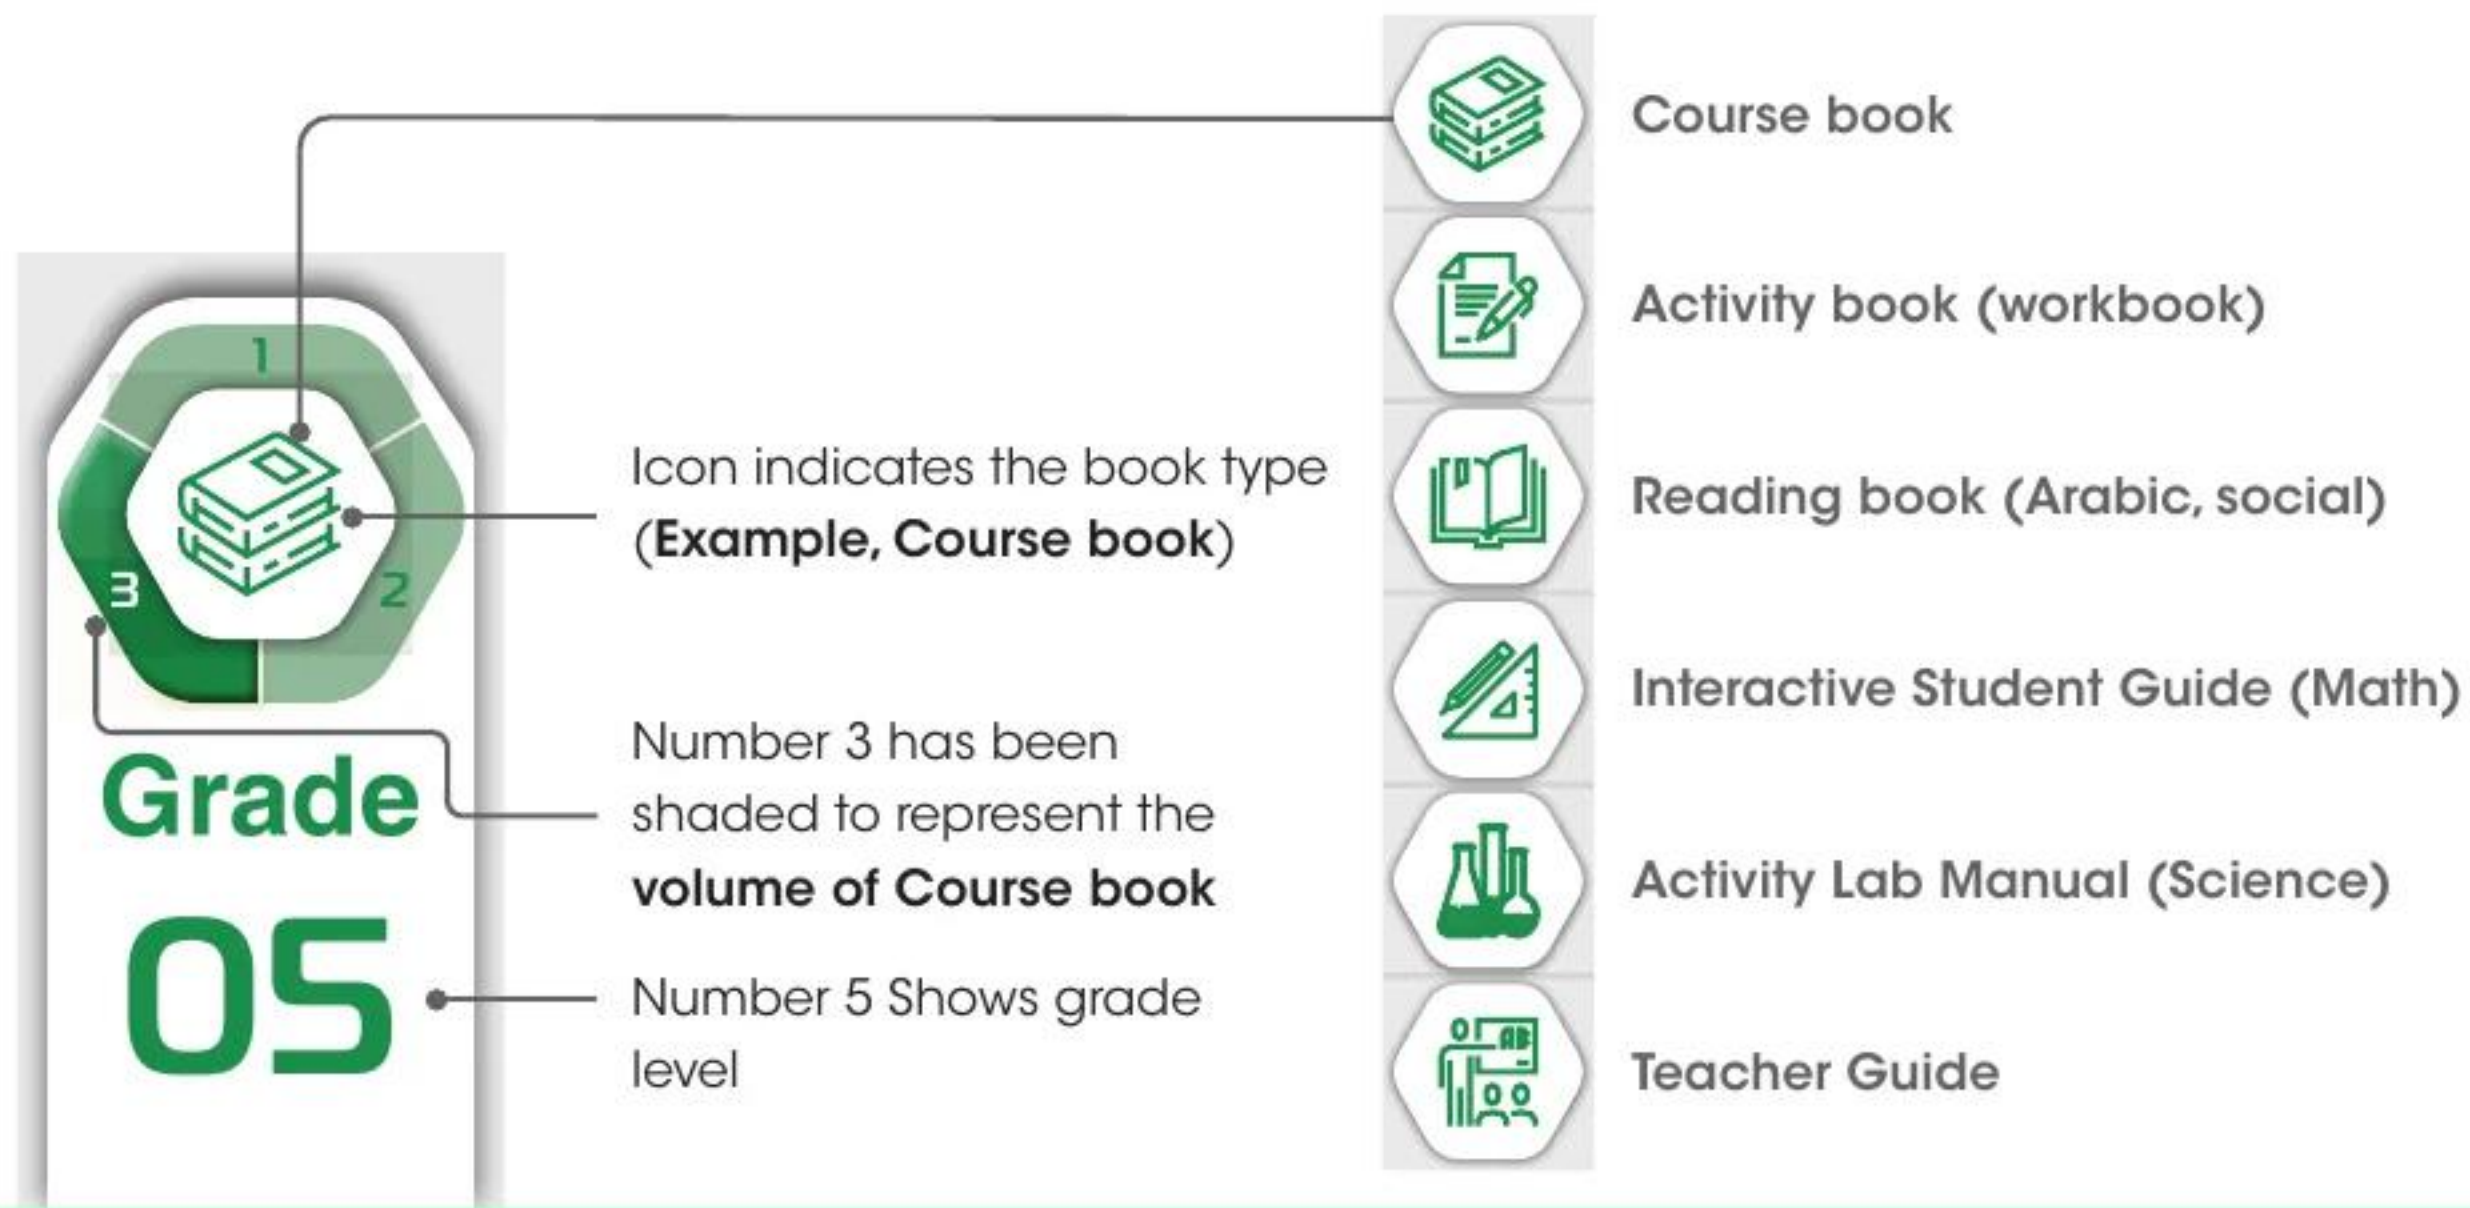 1
2
3
Grade
05
Icon indicates the book type
(Example, Course book)
Number 3 has been
shaded to represent the
volume of Course book
Number 5 Shows grade
level
Course book
Activity book (workbook)
Reading book (Arabic, social)
Interactive Student Guide (Math)
Activity Lab Manual (Science)
AB
Teacher Guide